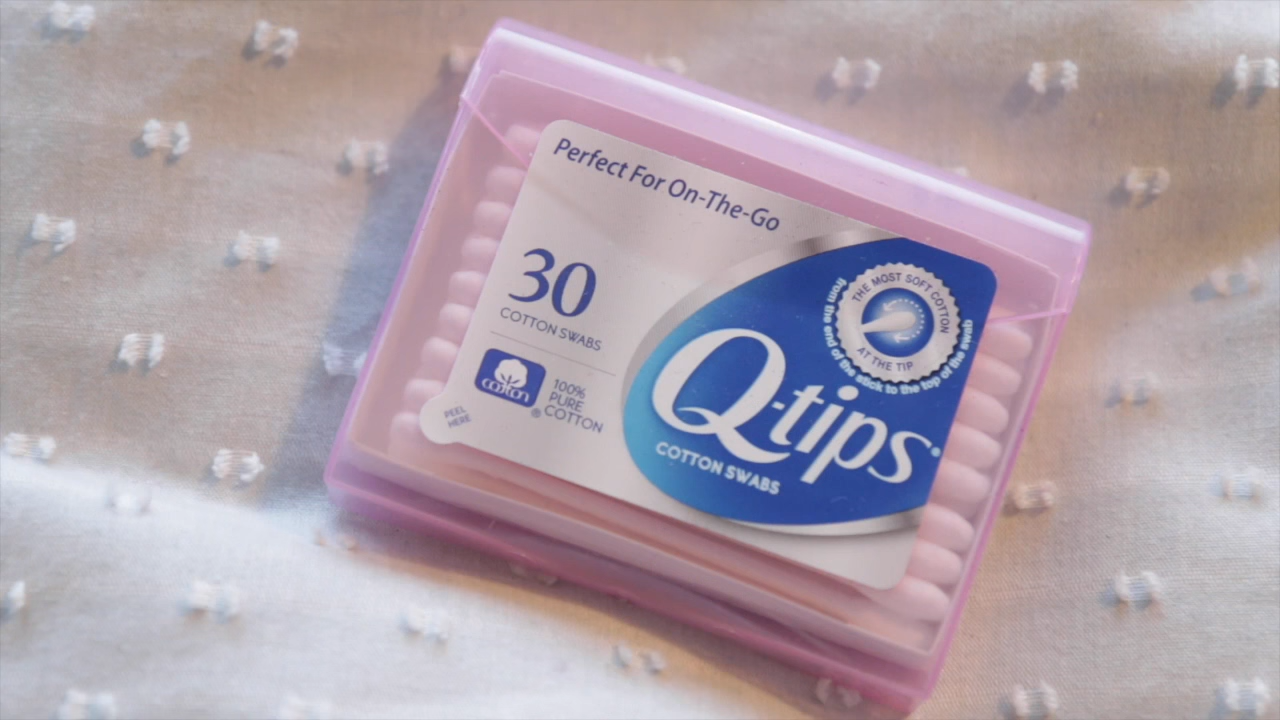 Perfect For On-The-Go
30
COTTON SWABS
cotton
®
100%
PURE
COTTON
PEEL
HERE
THE MOST SOFT COTTON
AT THE TIP
from the end of the stick to the top of the swab
Q-tips®
COTTON SWABS